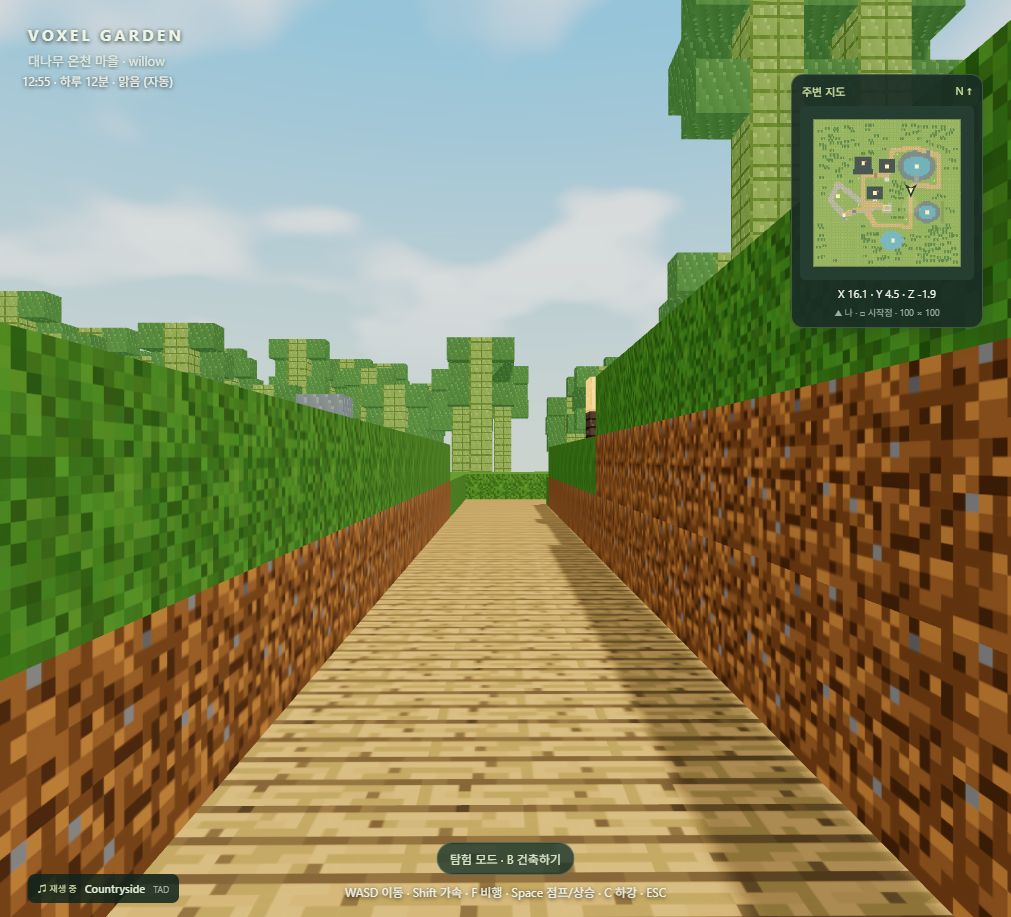 VOXEL GARDEN
대나무 온천 마을 · willow
12:55 · 하루 12분 · 맑음 (자동)
주변 지도 N ↑
X 16.1 · Y 4.5 · Z -1.9
▲ 나 · □ 시작점 · 100 × 100
탐험 모드 · B 건축하기
♫ 재생 중 Countryside TAD
WASD 이동 · Shift 가속 · F 비행 · Space 점프/상승 · C 하강 · ESC